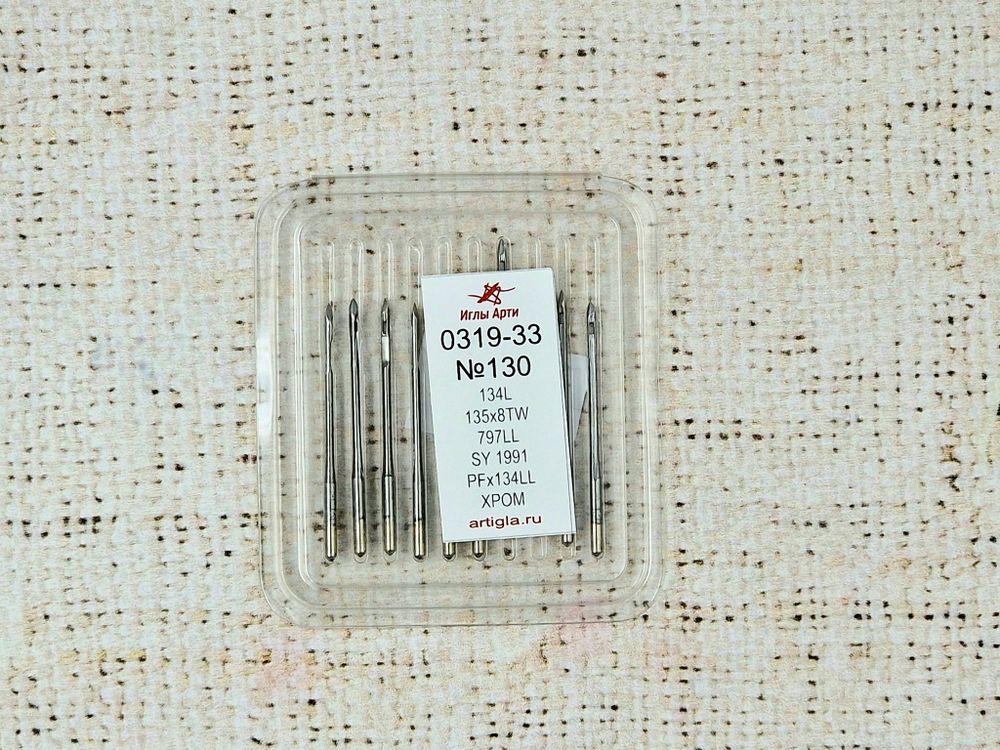 Иглы Арти
0319-33
№130
134L
135x8TW
797LL
SY 1991
PFx134LL
ХРОМ
artigla.ru